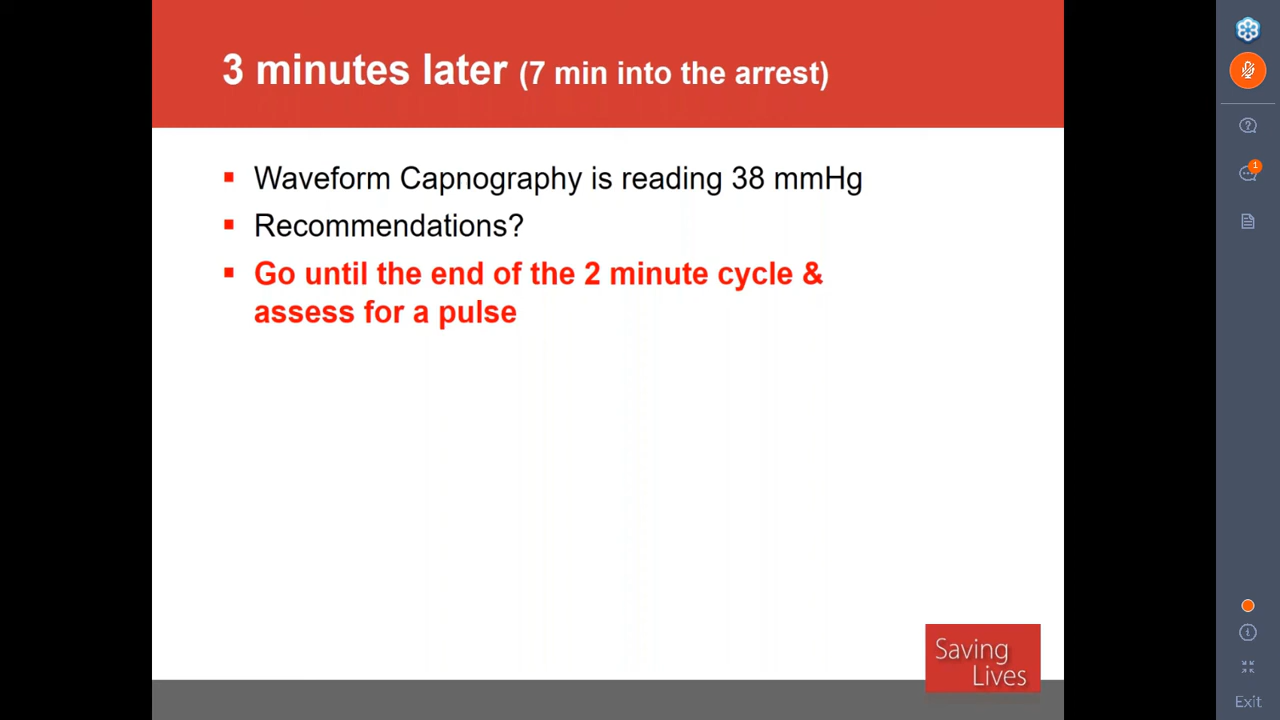 3 minutes later (7 min into the arrest)
Waveform Capnography is reading 38 mmHg
Recommendations?
Go until the end of the 2 minute cycle &
assess for a pulse
Saving
Lives
1
Exit